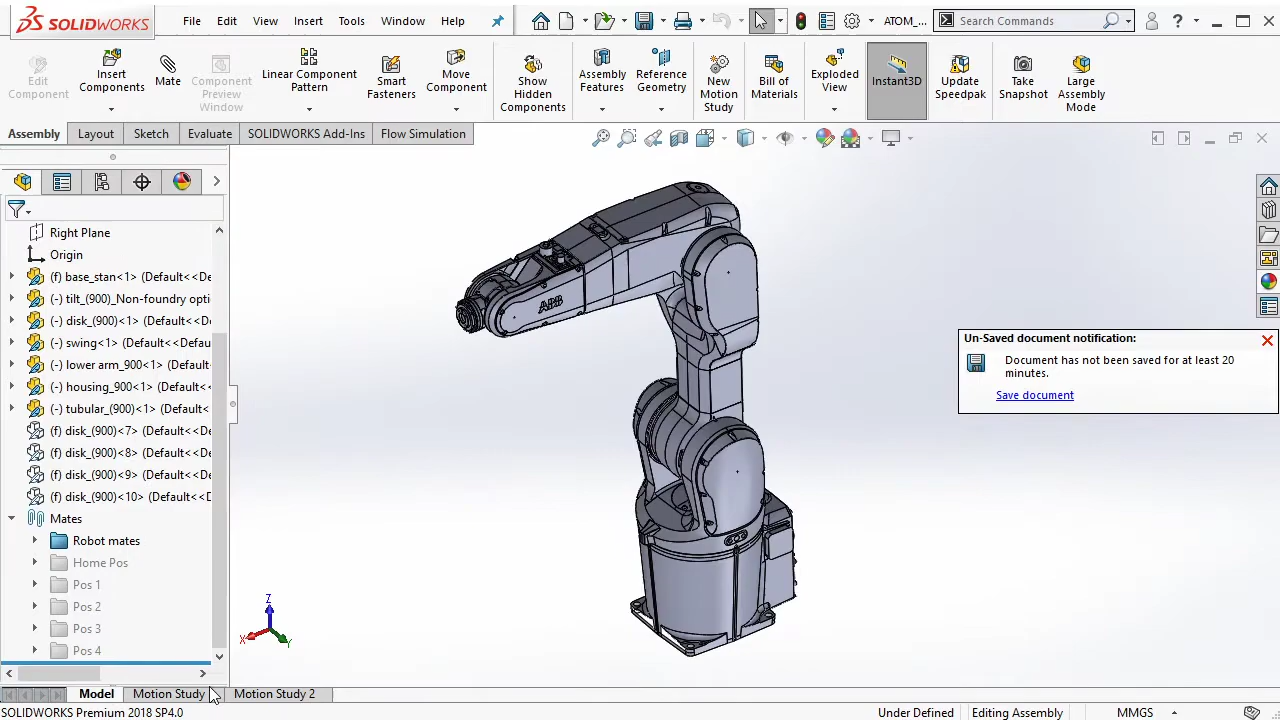 SOLIDWORKS
File Edit View Insert Tools Window Help
ATOM_...
Search Commands
Edit Component
Insert Components
Mate
Component Preview Window
Linear Component Pattern
Smart Fasteners
Move Component
Show Hidden Components
Assembly Features
Reference Geometry
New Motion Study
Bill of Materials
Exploded View
Instant3D
Update Speedpak
Take Snapshot
Large Assembly Mode
Assembly Layout Sketch Evaluate SOLIDWORKS Add-Ins Flow Simulation
Right Plane
Origin
(f) base_stan<1> (Default<<De
(-) tilt_(900)_Non-foundry opti
(-) disk_(900)<1> (Default<<D
(-) swing<1> (Default<<Defau
(-) lower arm_900<1> (Default
(-) housing_900<1> (Default<<
(-) tubular_(900)<1> (Default<
(f) disk_(900)<7> (Default<<De
(f) disk_(900)<8> (Default<<De
(f) disk_(900)<9> (Default<<De
(f) disk_(900)<10> (Default<<D
Mates
Robot mates
Home Pos
Pos 1
Pos 2
Pos 3
Pos 4
ABB
Z
X
Y
Un-Saved document notification:
Document has not been saved for at least 20
minutes.
Save document
Model Motion Study Motion Study 2
SOLIDWORKS Premium 2018 SP4.0 Under Defined Editing Assembly MMGS